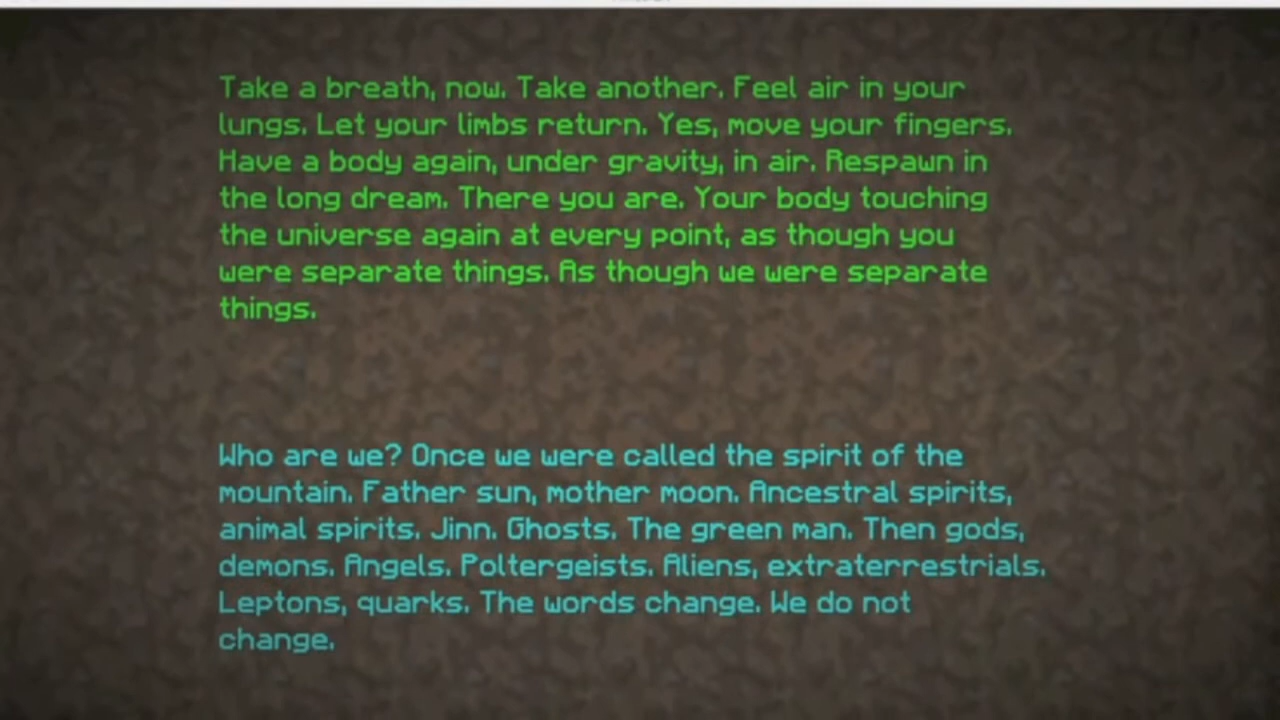 Take a breath, now. Take another. Feel air in your
lungs. Let your limbs return. Yes, move your fingers.
Have a body again, under gravity, in air. Respawn in
the long dream. There you are. Your body touching
the universe again at every point, as though you
were separate things. As though we were separate
things.
Who are we? Once we were called the spirit of the
mountain. Father sun, mother moon. Ancestral spirits,
animal spirits. Jinn. Ghosts. The green man. Then gods,
demons. Angels. Poltergeists. Aliens, extraterrestrials.
Leptons, quarks. The words change. We do not
change.